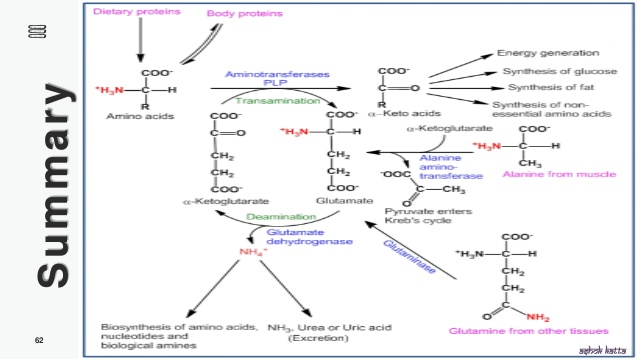 Summary
62
Dietary proteins
Body proteins
COO⁻
⁺H₃N—C—H
R
Amino acids
Aminotransferases
PLP
Transamination
COO⁻
C=O
R
α-Keto acids
Energy generation
Synthesis of glucose
Synthesis of fat
Synthesis of non-
essential amino acids
COO⁻
C=O
CH₂
CH₂
COO⁻
α-Ketoglutarate
COO⁻
⁺H₃N—C—H
CH₂
CH₂
COO⁻
Glutamate
α-Ketoglutarate
COO⁻
⁺H₃N—C—H
CH₃
Alanine from muscle
Alanine
amino-
transferase
⁻OOC
C—CH₃
O
Pyruvate enters
Kreb's cycle
Deamination
Glutamate
dehydrogenase
NH₄⁺
Glutaminase
COO⁻
⁺H₃N—C—H
CH₂
CH₂
C
O
NH₂
Glutamine from other tissues
Biosynthesis of amino acids,
nucleotides and
biological amines
NH₃, Urea or Uric acid
(Excretion)
ashok katta